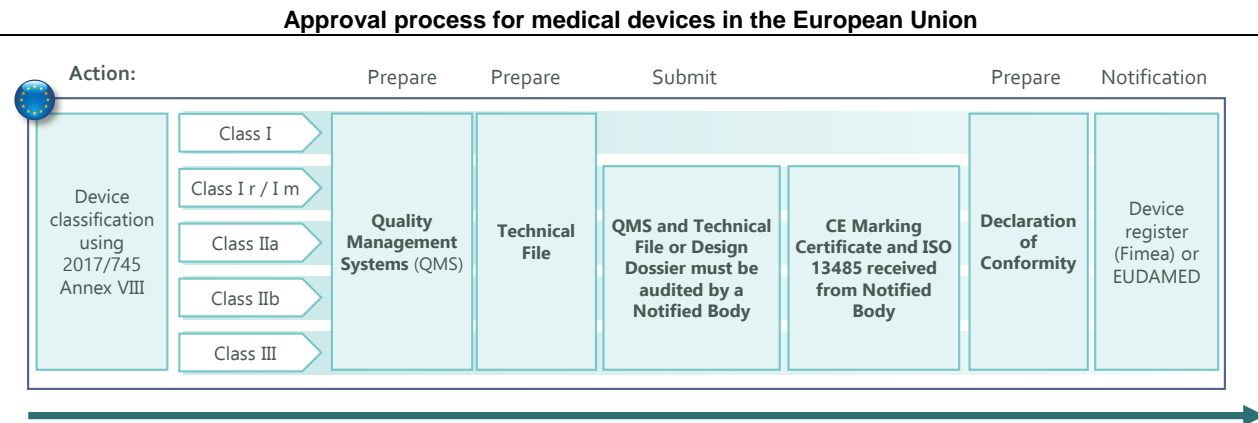 Approval process for medical devices in the European Union
Action:
Prepare
Prepare
Submit
Prepare
Notification
Device
classification
using
2017/745
Annex VIII
Class I
Class I r / I m
Class IIa
Class IIb
Class III
Quality
Management
Systems (QMS)
Technical
File
QMS and Technical
File or Design
Dossier must be
audited by a
Notified Body
CE Marking
Certificate and ISO
13485 received
from Notified
Body
Declaration
of
Conformity
Device
register
(Fimea) or
EUDAMED